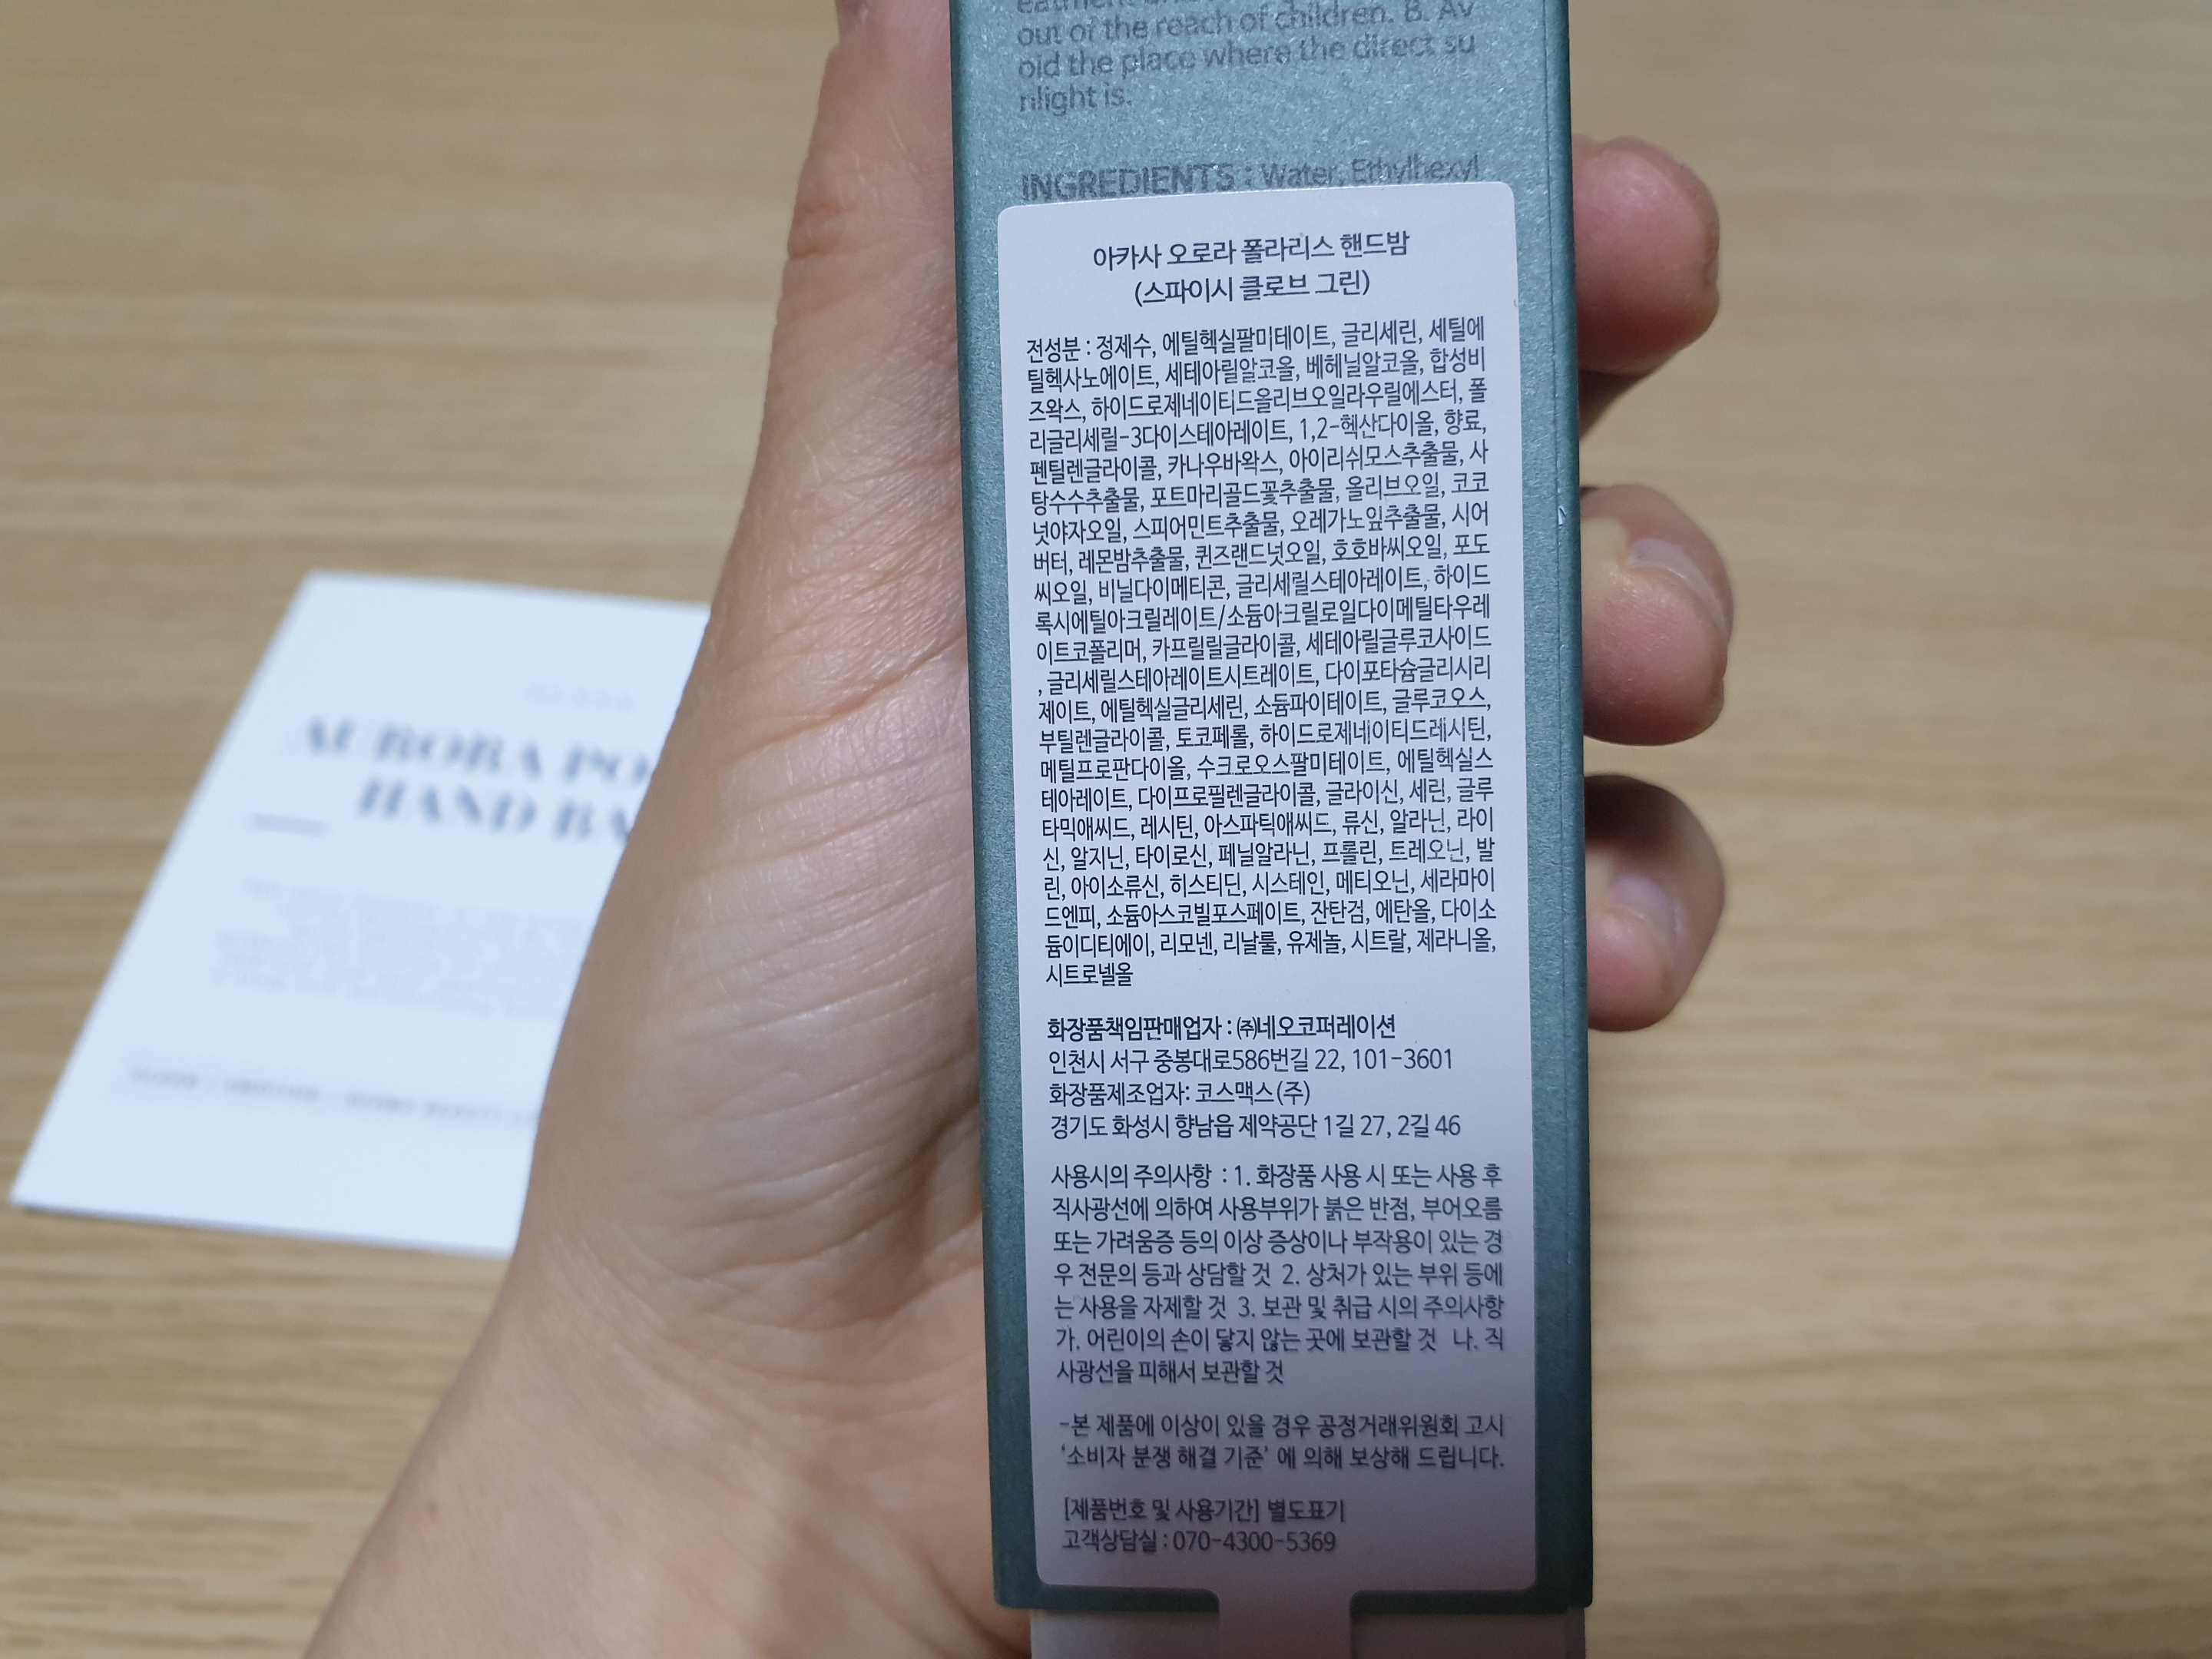 out of the reach of children. B. Av
oid the place where the direct su
nlight is.
INGREDIENTS : Water, Ethylhexyl
아카사 오로라 폴라리스 핸드밤
(스파이시 클로브 그린)
전성분 : 정제수, 에틸헥실팔미테이트, 글리세린, 세틸에
틸헥사노에이트, 세테아릴알코올, 베헤닐알코올, 합성비
즈왁스, 하이드로제네이티드올리브오일라우릴에스터, 폴
리글리세릴-3다이스테아레이트, 1,2-헥산다이올, 향료,
펜틸렌글라이콜, 카나우바왁스, 아이리쉬모스추출물, 사
탕수수추출물, 포트마리골드꽃추출물, 올리브오일, 코코
넛야자오일, 스피어민트추출물, 오레가노잎추출물, 시어
버터, 레몬밤추출물, 퀸즈랜드넛오일, 호호바씨오일, 포도
씨오일, 비닐다이메티콘, 글리세릴스테아레이트, 하이드
록시에틸아크릴레이트/소듐아크릴로일다이메틸타우레
이트코폴리머, 카프릴릴글라이콜, 세테아릴글루코사이드
, 글리세릴스테아레이트시트레이트, 다이포타슘글리시리
제이트, 에틸헥실글리세린, 소듐파이테이트, 글루코오스,
부틸렌글라이콜, 토코페롤, 하이드로제네이티드레시틴,
메틸프로판다이올, 수크로오스팔미테이트, 에틸헥실스
테아레이트, 다이프로필렌글라이콜, 글라이신, 세린, 글루
타믹애씨드, 레시틴, 아스파틱애씨드, 류신, 알라닌, 라이
신, 알지닌, 타이로신, 페닐알라닌, 프롤린, 트레오닌, 발
린, 아이소류신, 히스티딘, 시스테인, 메티오닌, 세라마이
드엔피, 소듐아스코빌포스페이트, 잔탄검, 에탄올, 다이소
듐이디티에이, 리모넨, 리날룰, 유제놀, 시트랄, 제라니올,
시트로넬올
화장품책임판매업자 : ㈜네오코퍼레이션
인천시 서구 중봉대로586번길 22, 101-3601
화장품제조업자: 코스맥스(주)
경기도 화성시 향남읍 제약공단 1길 27, 2길 46
사용시의 주의사항 : 1. 화장품 사용 시 또는 사용 후
직사광선에 의하여 사용부위가 붉은 반점, 부어오름
또는 가려움증 등의 이상 증상이나 부작용이 있는 경
우 전문의 등과 상담할 것 2. 상처가 있는 부위 등에
는 사용을 자제할 것 3. 보관 및 취급 시의 주의사항
가. 어린이의 손이 닿지 않는 곳에 보관할 것 나. 직
사광선을 피해서 보관할 것
-본 제품에 이상이 있을 경우 공정거래위원회 고시
'소비자 분쟁 해결 기준' 에 의해 보상해 드립니다.
[제품번호 및 사용기간] 별도표기
고객상담실 : 070-4300-5369
AURORA PO
HAND BA